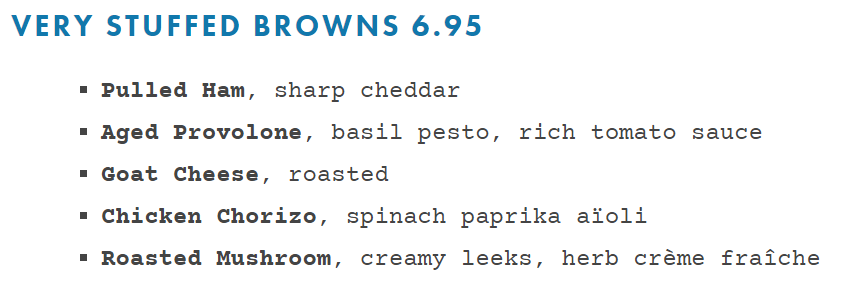 VERY STUFFED BROWNS 6.95
▪ Pulled Ham, sharp cheddar
▪ Aged Provolone, basil pesto, rich tomato sauce
▪ Goat Cheese, roasted
▪ Chicken Chorizo, spinach paprika aïoli
▪ Roasted Mushroom, creamy leeks, herb crème fraîche